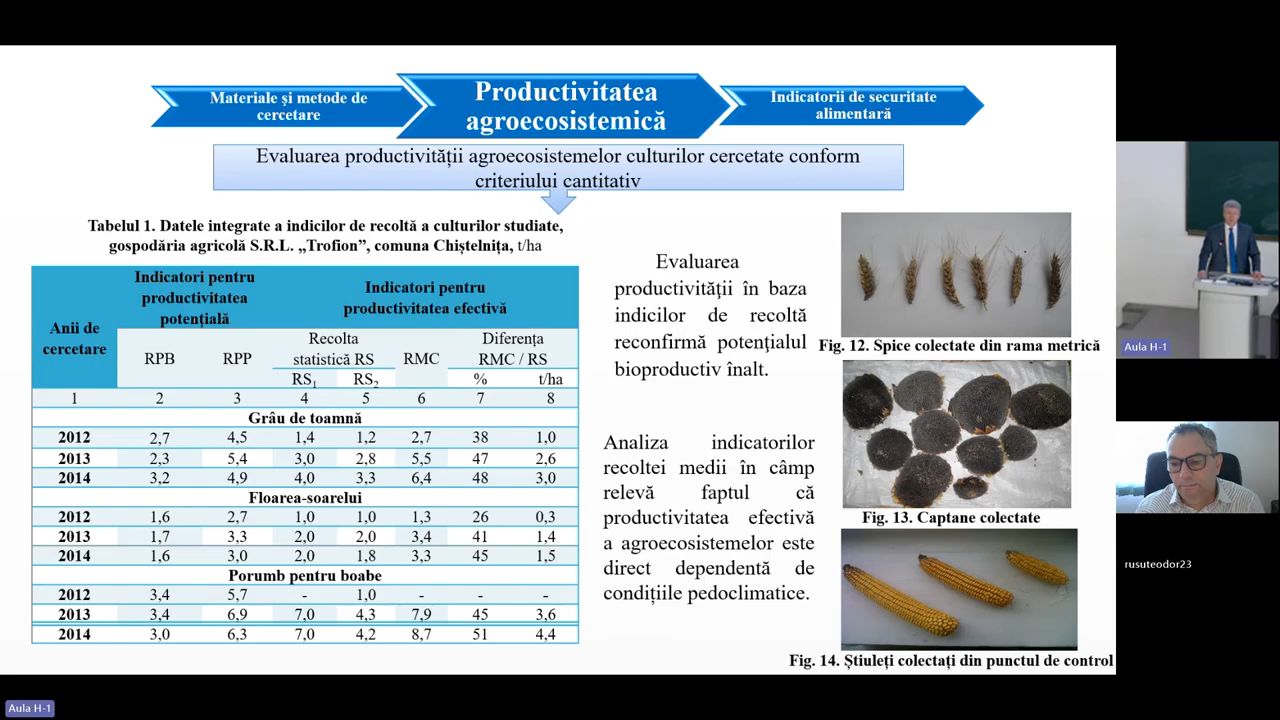 Materiale și metode de
cercetare
Productivitatea
agroecosistemică
Indicatorii de securitate
alimentară
Evaluarea productivității agroecosistemelor culturilor cercetate conform
criteriului cantitativ
Tabelul 1. Datele integrate a indicilor de recoltă a culturilor studiate,
gospodăria agricolă S.R.L. „Trofion”, comuna Chiștelnița, t/ha
Anii de
cercetare
Indicatori pentru
productivitatea
potențială
Indicatori pentru
productivitatea efectivă
RPB RPP
Recolta
statistică RS
RMC
Diferența
RMC / RS
RS1 RS2 % t/ha
1 2 3 4 5 6 7 8
Grâu de toamnă
2012 2,7 4,5 1,4 1,2 2,7 38 1,0
2013 2,3 5,4 3,0 2,8 5,5 47 2,6
2014 3,2 4,9 4,0 3,3 6,4 48 3,0
Floarea-soarelui
2012 1,6 2,7 1,0 1,0 1,3 26 0,3
2013 1,7 3,3 2,0 2,0 3,4 41 1,4
2014 1,6 3,0 2,0 1,8 3,3 45 1,5
Porumb pentru boabe
2012 3,4 5,7 - 1,0 - - -
2013 3,4 6,9 7,0 4,3 7,9 45 3,6
2014 3,0 6,3 7,0 4,2 8,7 51 4,4
Evaluarea
productivităţii în baza
indicilor de recoltă
reconfirmă potenţialul
bioproductiv înalt.
Analiza indicatorilor
recoltei medii în câmp
relevă faptul că
productivitatea efectivă
a agroecosistemelor este
direct dependentă de
condițiile pedoclimatice.
Fig. 12. Spice colectate din rama metrică
Fig. 13. Captane colectate
Fig. 14. Știuleți colectați din punctul de control
Aula H-1
rusuteodor23
Aula H-1